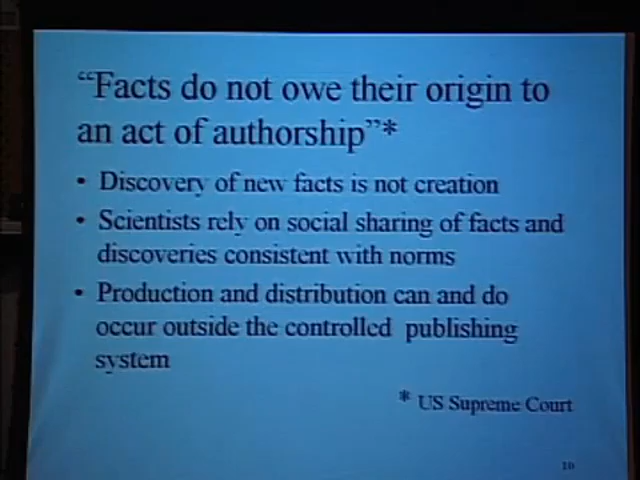 “Facts do not owe their origin to
an act of authorship”*
• Discovery of new facts is not creation
• Scientists rely on social sharing of facts and
discoveries consistent with norms
• Production and distribution can and do
occur outside the controlled publishing
system
* US Supreme Court
10